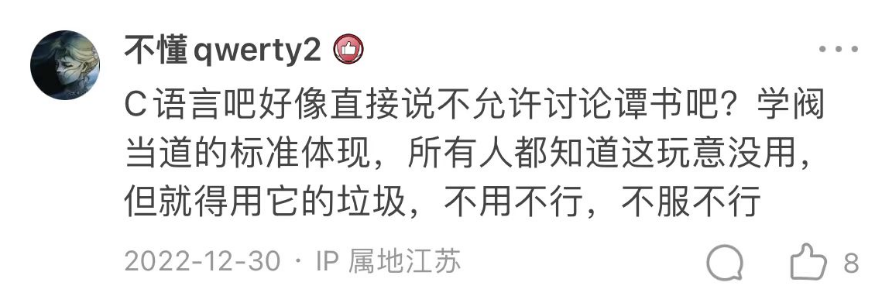 不懂qwerty2
C语言吧好像直接说不允许讨论谭书吧？学阀
当道的标准体现，所有人都知道这玩意没用，
但就得用它的垃圾，不用不行，不服不行
2022-12-30 · IP 属地江苏
8